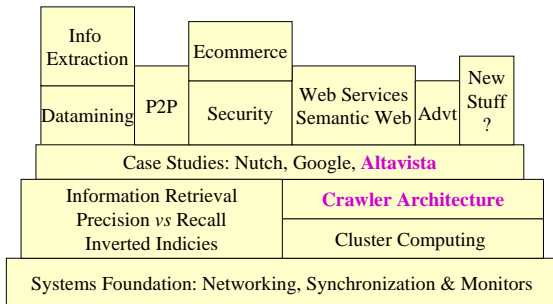 Info
Extraction
Datamining
P2P
Ecommerce
Security
Web Services
Semantic Web
Advt
New
Stuff
?
Case Studies: Nutch, Google, Altavista
Information Retrieval
Precision vs Recall
Inverted Indicies
Crawler Architecture
Cluster Computing
Systems Foundation: Networking, Synchronization & Monitors